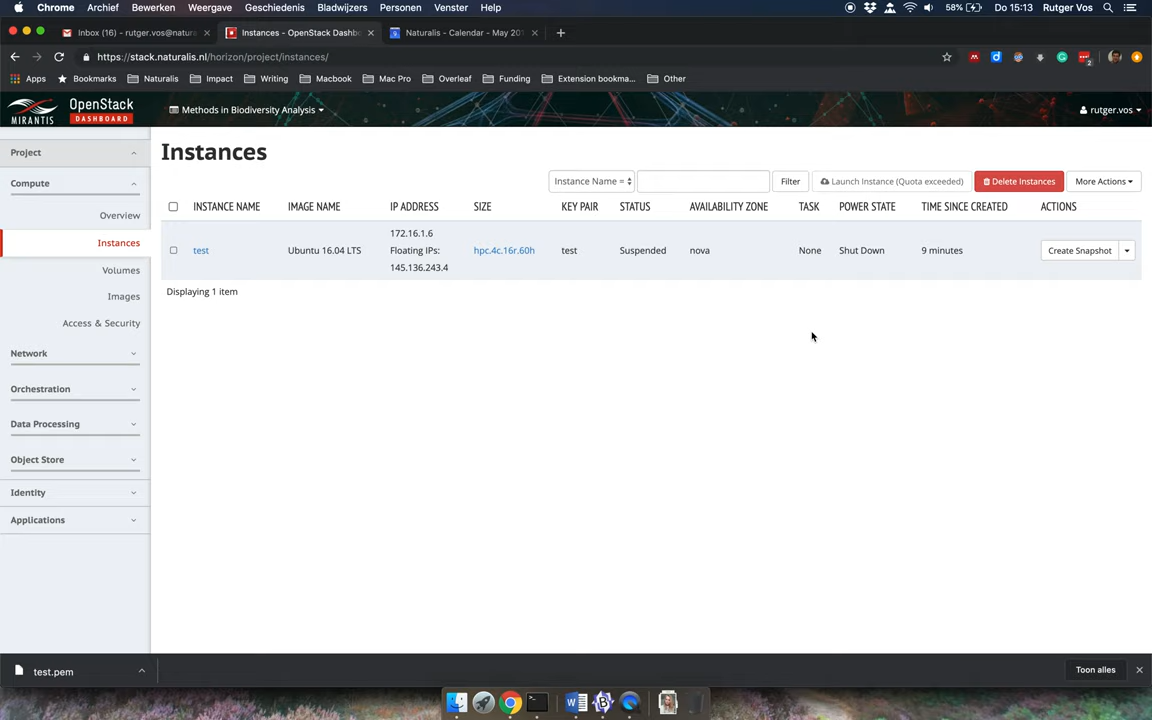 Chrome Archief Bewerken Weergave Geschiedenis Bladwijzers Personen Venster Help 58% Do 15:13 Rutger Vos
Inbox (16) - rutger.vos@natura Instances - OpenStack Dashbo Naturalis - Calendar - May 201
https://stack.naturalis.nl/horizon/project/instances/
Apps Bookmarks Naturalis Impact Writing Macbook Mac Pro Overleaf Funding Extension bookma... Other
MIRANTIS OpenStack DASHBOARD Methods in Biodiversity Analysis rutger.vos
Project
Compute
Overview
Instances
Volumes
Images
Access & Security
Network
Orchestration
Data Processing
Object Store
Identity
Applications
Instances
Instance Name = Filter Launch Instance (Quota exceeded) Delete Instances More Actions
INSTANCE NAME IMAGE NAME IP ADDRESS SIZE KEY PAIR STATUS AVAILABILITY ZONE TASK POWER STATE TIME SINCE CREATED ACTIONS
172.16.1.6
test Ubuntu 16.04 LTS Floating IPs: hpc.4c.16r.60h test Suspended nova None Shut Down 9 minutes Create Snapshot
145.136.243.4
Displaying 1 item
test.pem Toon alles